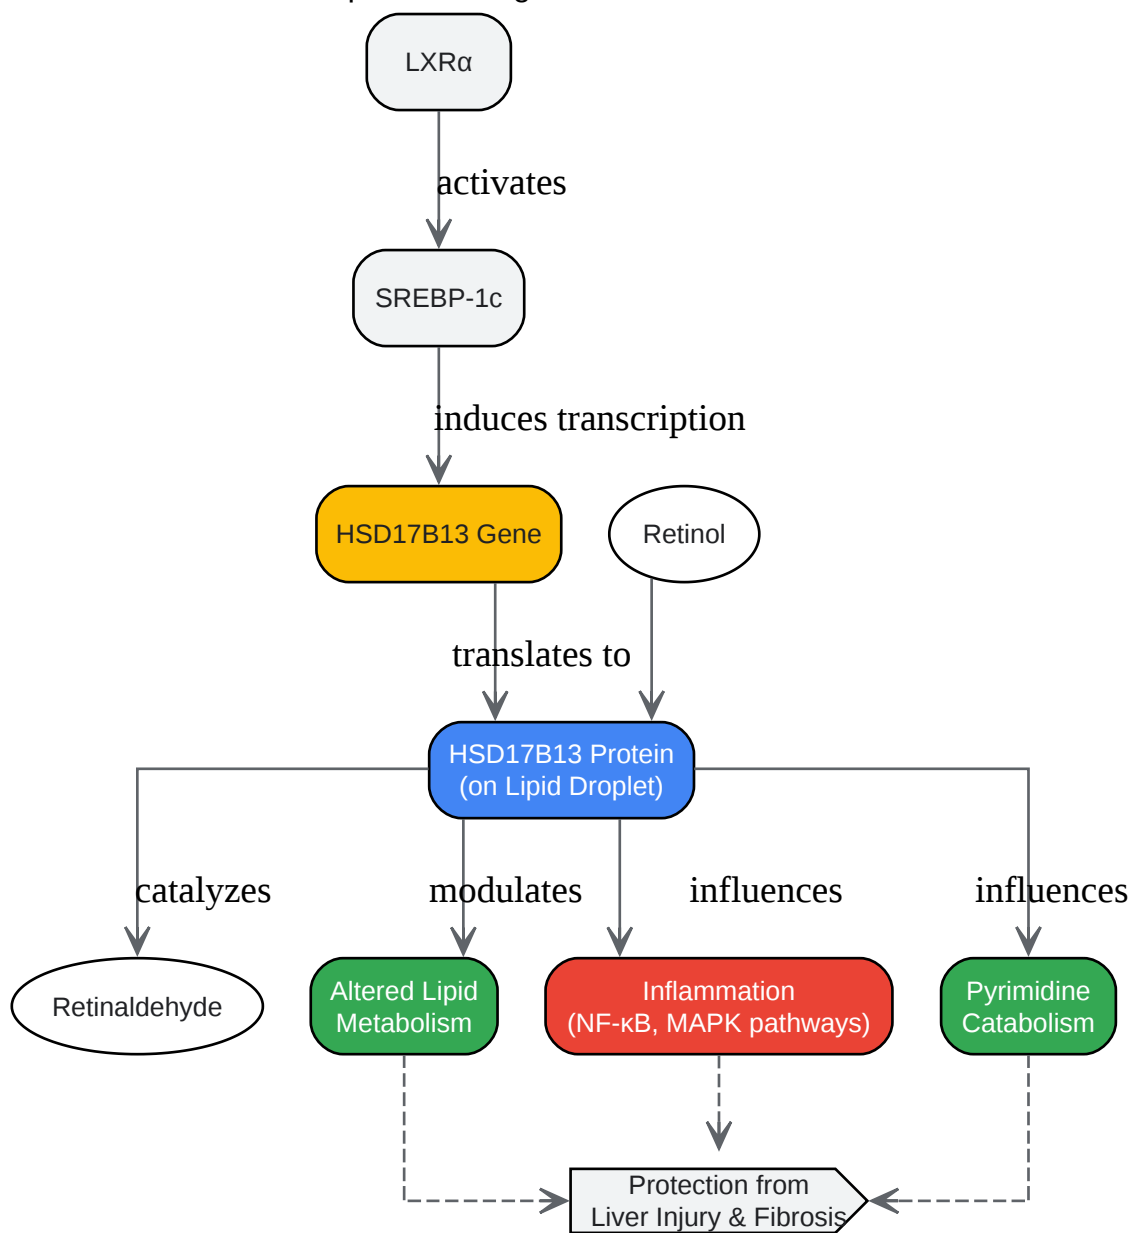 LXRα
activates
SREBP-1c
induces transcription
HSD17B13 Gene
Retinol
translates to
HSD17B13 Protein
(on Lipid Droplet)
catalyzes
modulates
influences
influences
Retinaldehyde
Altered Lipid
Metabolism
Inflammation
(NF-κB, MAPK pathways)
Pyrimidine
Catabolism
Protection from
Liver Injury & Fibrosis